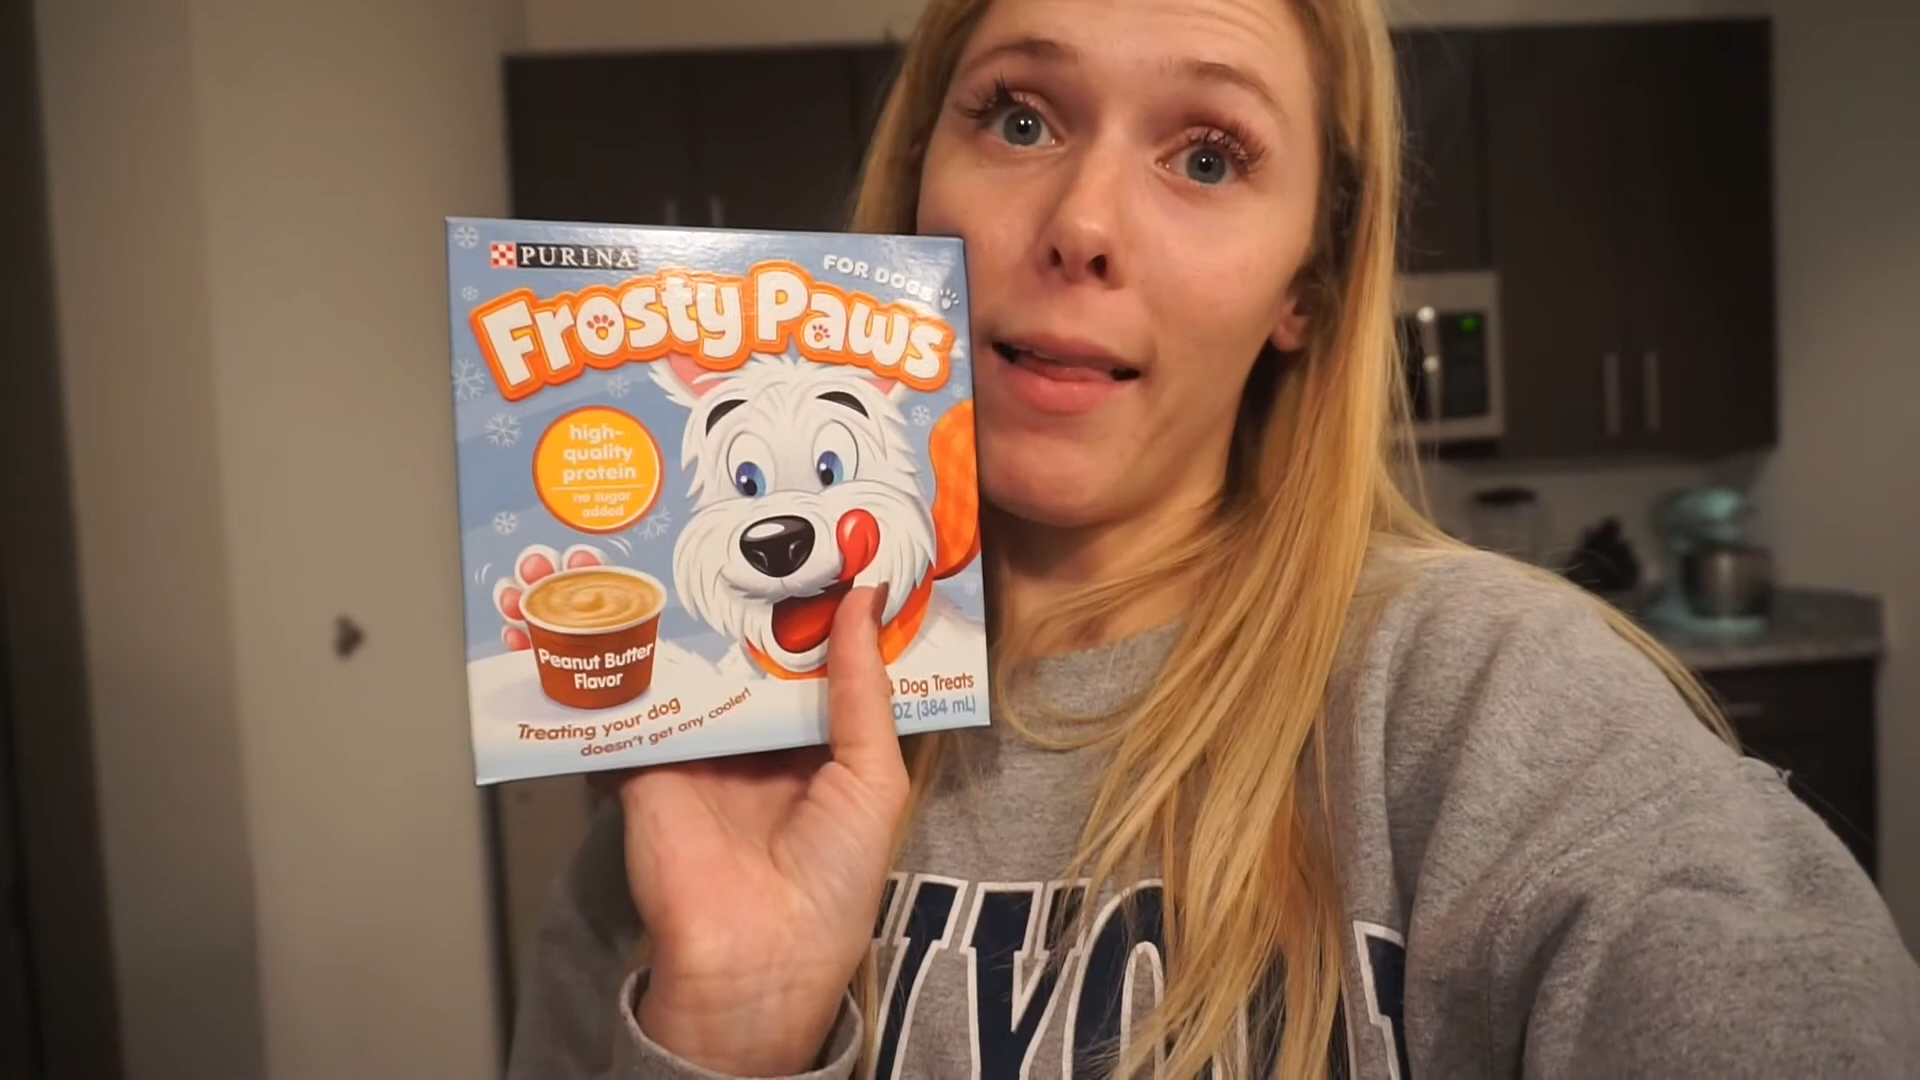 PURINA
FOR DOGS
Frosty Paws
high-
quality
protein
no sugar
added
Peanut Butter
Flavor
Treating your dog
doesn't get any cooler!
Dog Treats
OZ (384 mL)